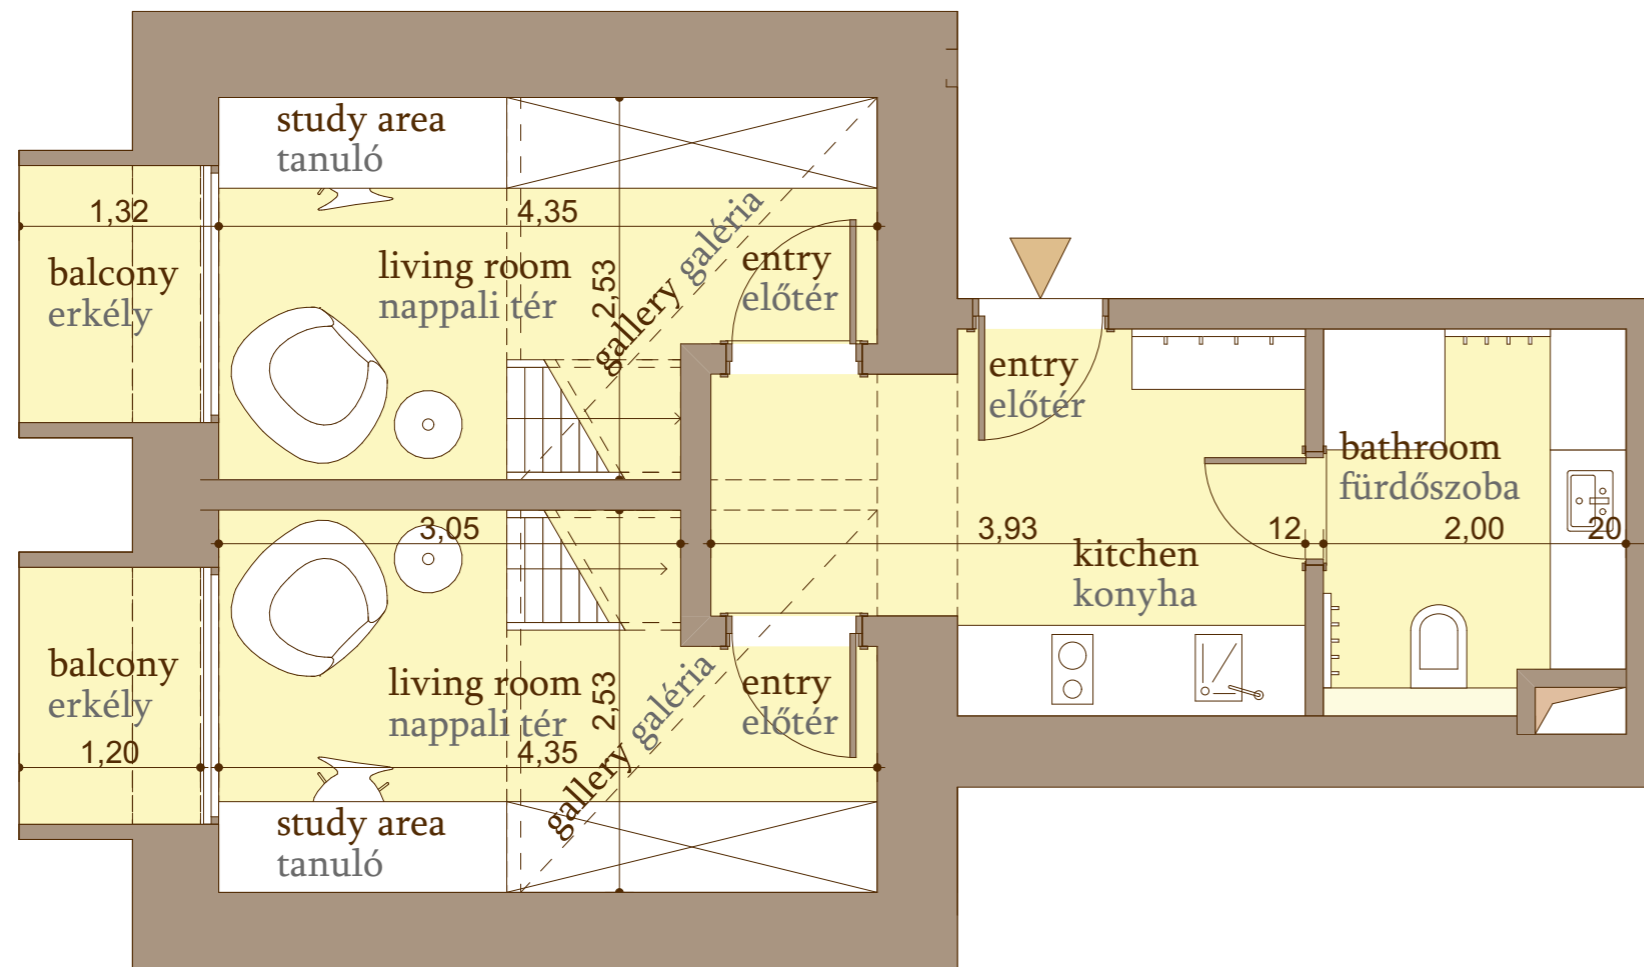 study area
tanuló
1,32
4,35
balcony
erkély
living room
nappali tér
2,53
gallery galéria
entry
előtér
entry
előtér
bathroom
fürdőszoba
3,05
3,93
12
2,00
20
kitchen
konyha
balcony
erkély
1,20
living room
nappali tér
2,53
4,35
gallery galéria
entry
előtér
study area
tanuló